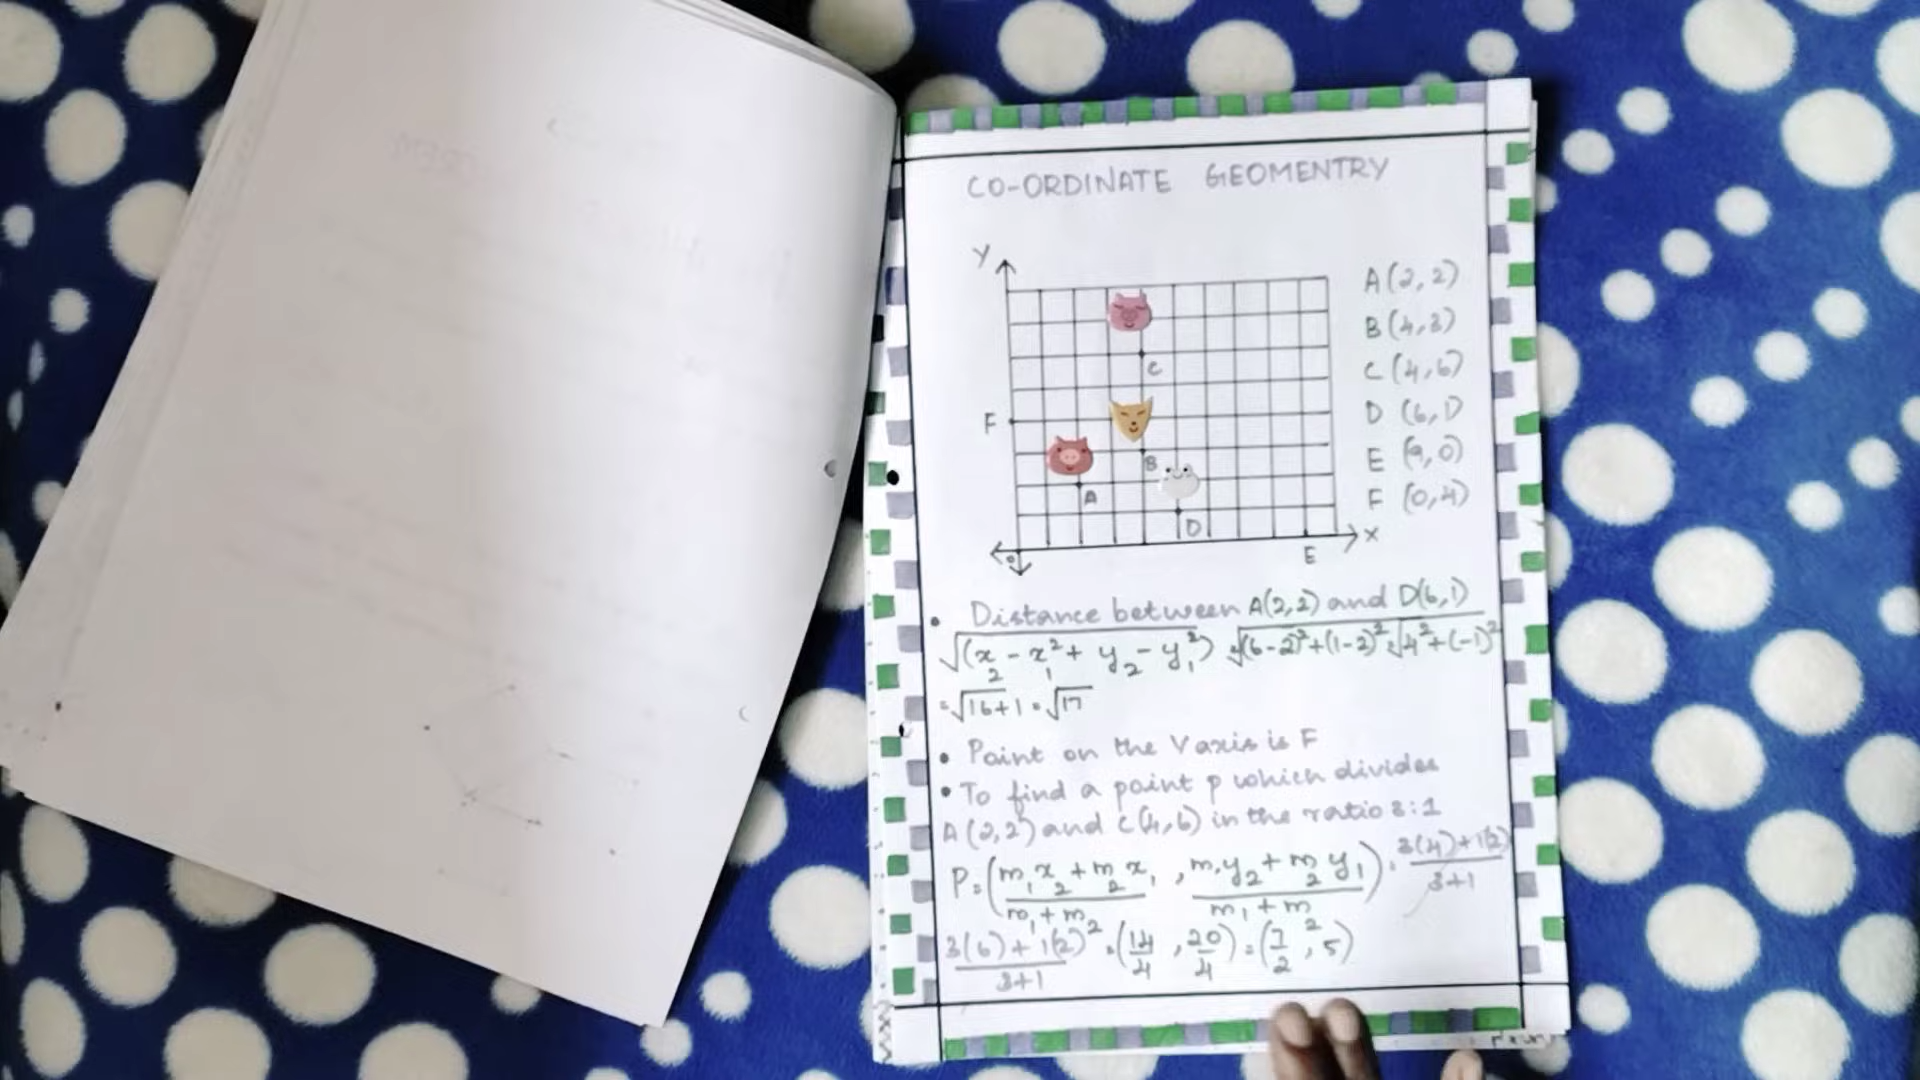 CO-ORDINATE GEOMENTRY
Y
A (2,2)
B (4,3)
C (4,6)
D (6,1)
E (9,0)
F (0,4)
C
F
B
A
D
0
E
X
• Distance between A(2,2) and D(6,1)
√(x₂ - x₁² + y₂ - y₁²) = √(6-2)²+(1-2)² = √4²+(-1)²
= √16+1 = √17
• Point on the Y axis is F
• To find a point p which divides
A (2,2) and C(4,6) in the ratio 3:1
P = (m₁x₂ + m₂x₁ / m₁ + m₂ , m₁y₂ + m₂y₁ / m₁ + m₂) = 3(4)+1(2) / 3+1
3(6)+1(2) / 3+1 = (14/4 , 20/4) = (7/2 , 5)